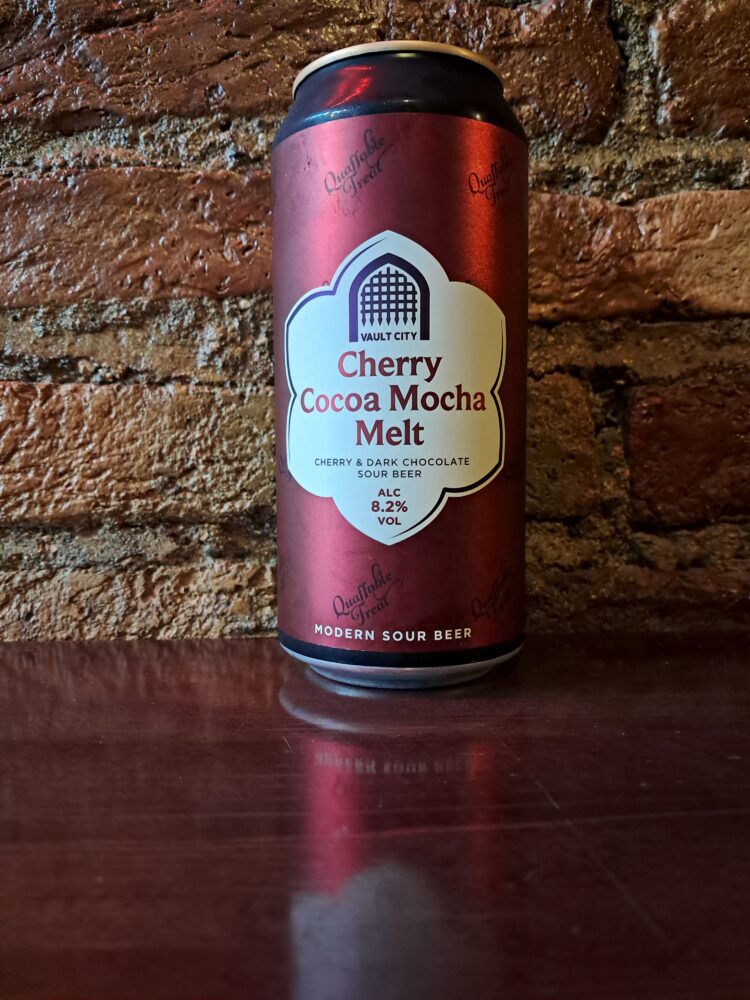 Quaffable
Treat
Quaffable
Treat
VAULT CITY
Cherry
Cocoa Mocha
Melt
CHERRY & DARK CHOCOLATE
SOUR BEER
ALC
8.2%
VOL
Quaffable
Treat
Quaffable
Treat
MODERN SOUR BEER